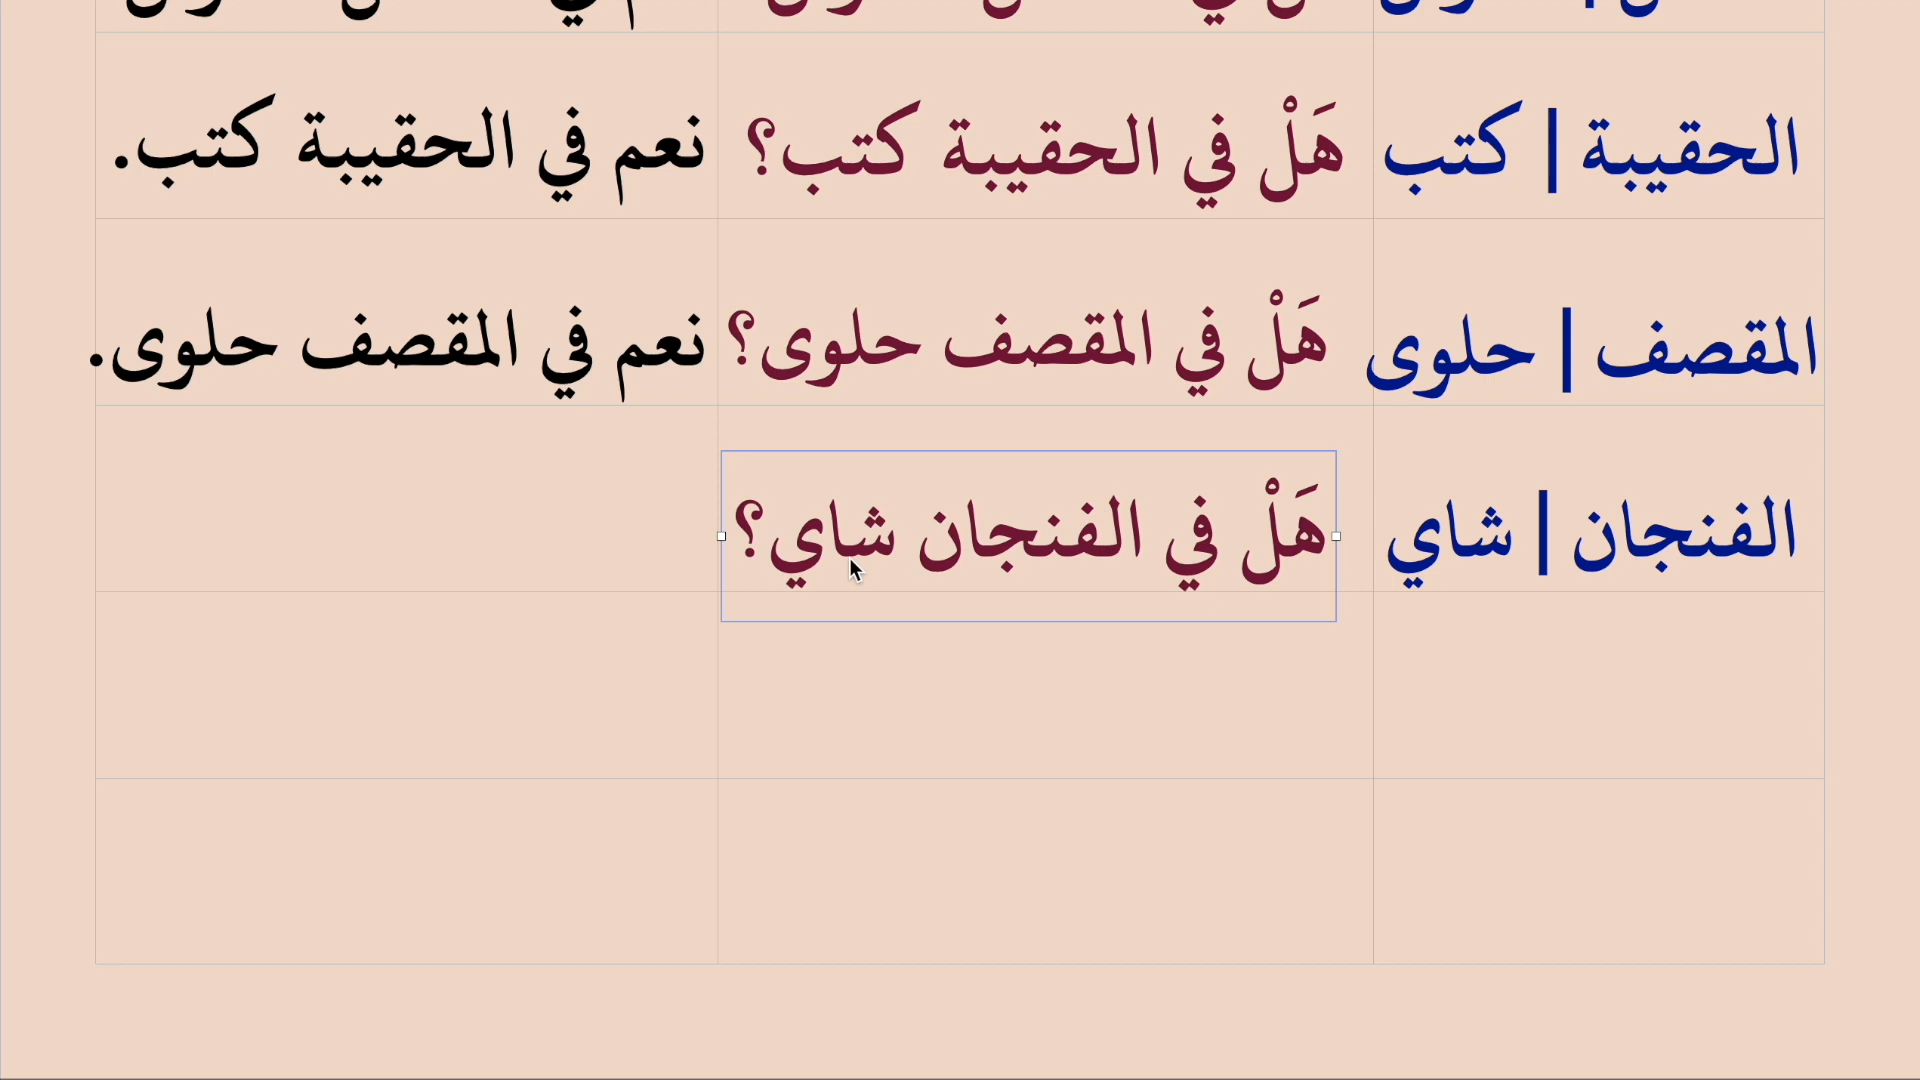 الحقيبة | كتب هَلْ في الحقيبة كتب؟ نعم في الحقيبة كتب.
المقصف | حلوى هَلْ في المقصف حلوى؟ نعم في المقصف حلوى.
الفنجان | شاي هَلْ في الفنجان شاي؟